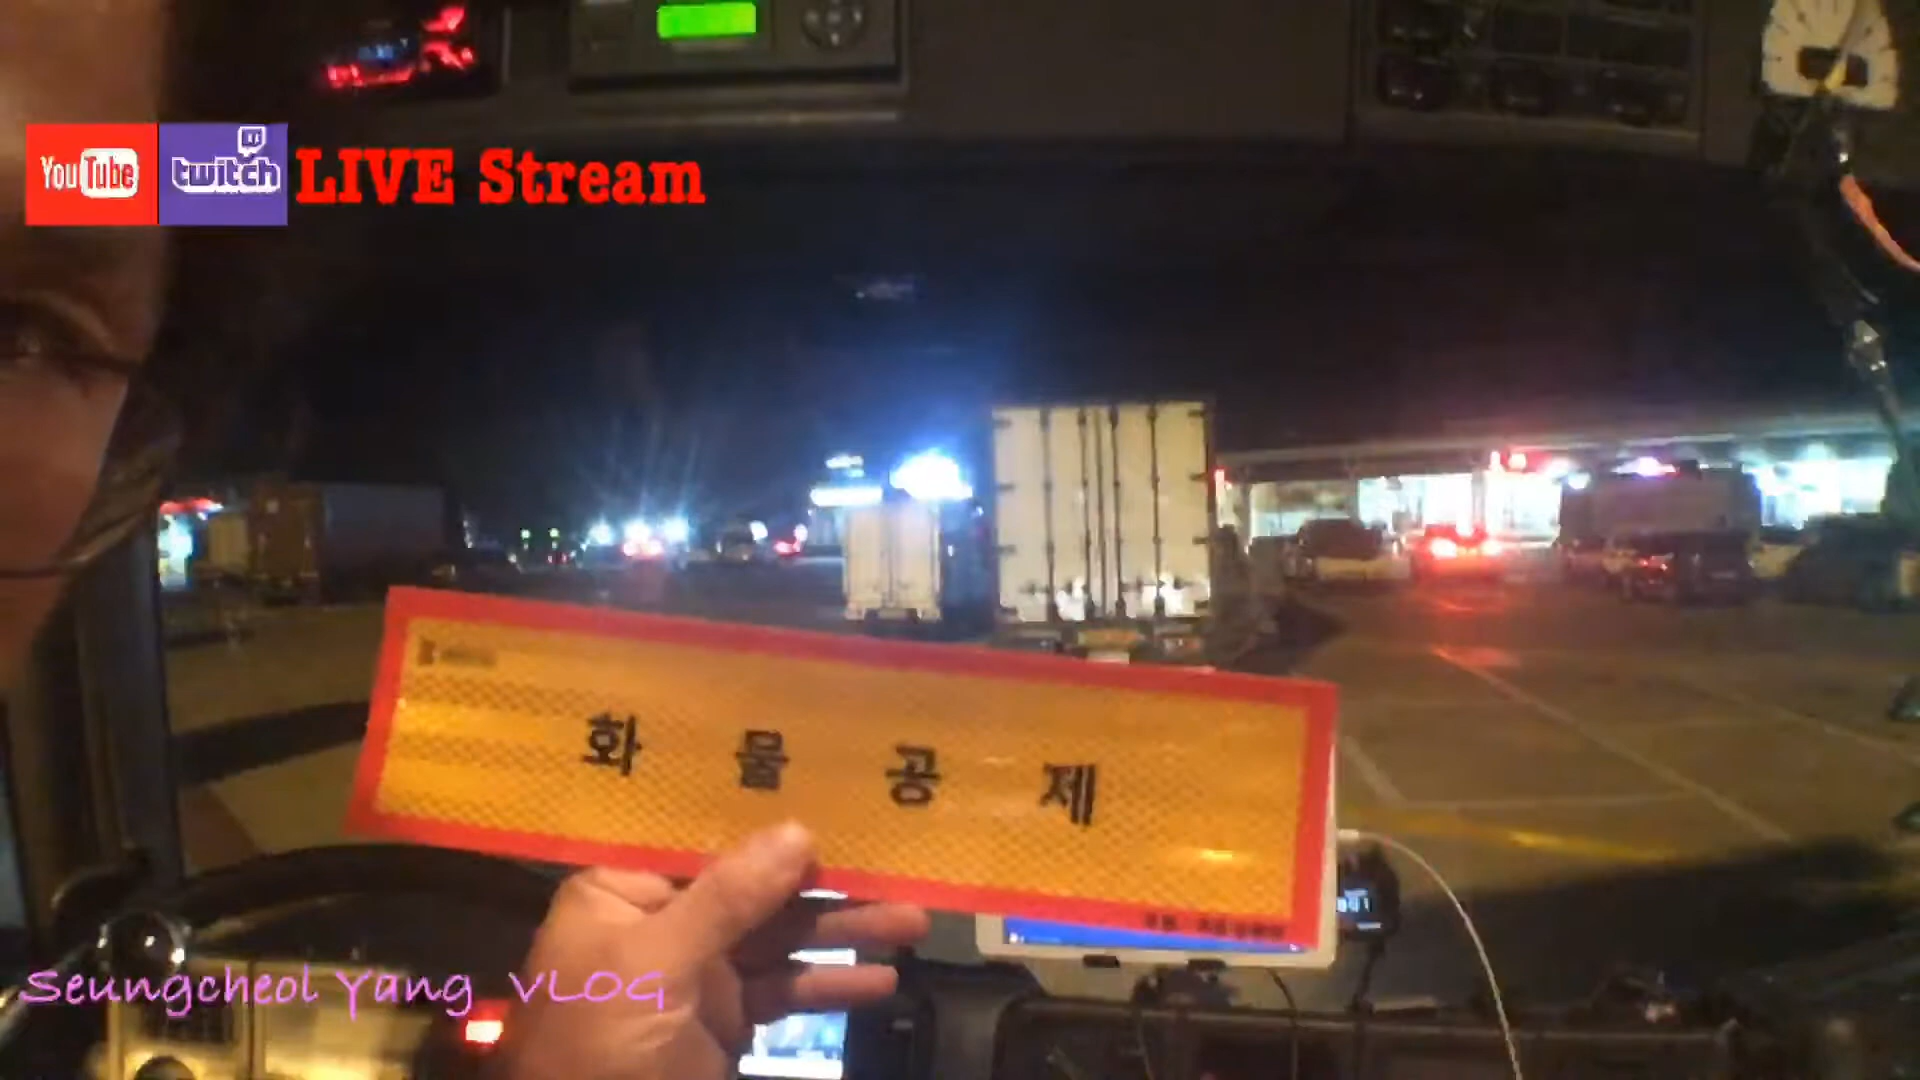 YouTube twitch LIVE Stream
화 물 공 제
Seungcheol Yang VLOG